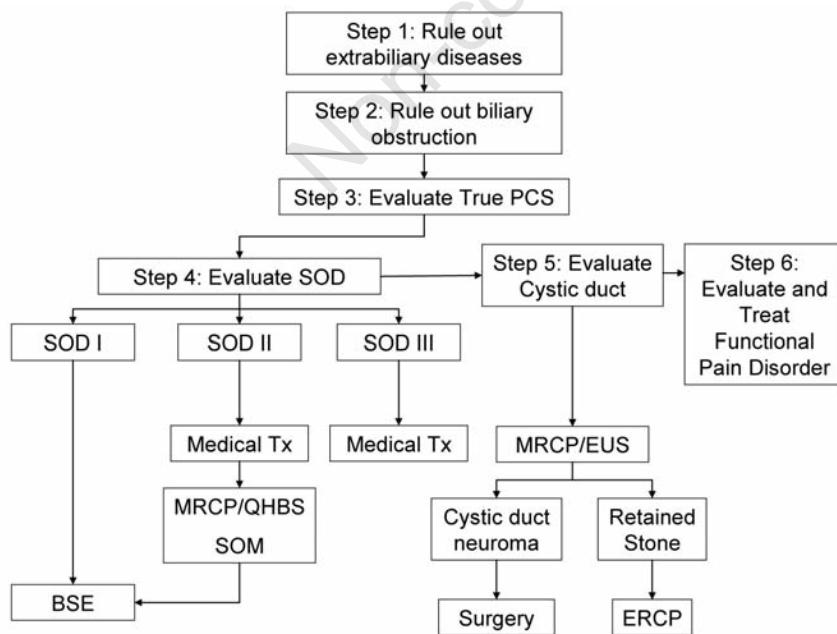 Non-co
Step 1: Rule out
extrabiliary diseases
Step 2: Rule out biliary
obstruction
Step 3: Evaluate True PCS
Step 4: Evaluate SOD
Step 5: Evaluate
Cystic duct
Step 6:
Evaluate and
Treat
Functional
Pain Disorder
SOD I
SOD II
SOD III
Medical Tx
Medical Tx
MRCP/EUS
MRCP/QHBS
SOM
Cystic duct
neuroma
Retained
Stone
BSE
Surgery
ERCP